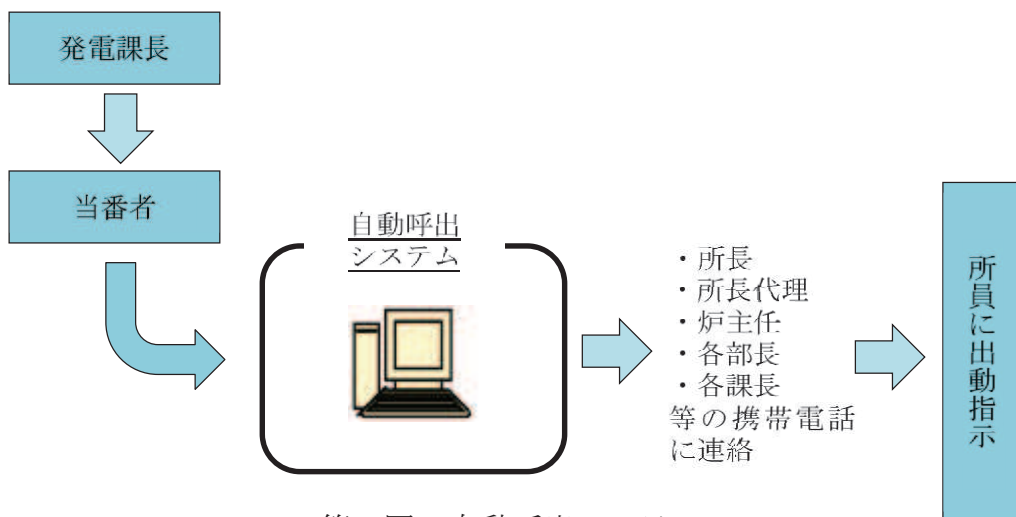 発電課長
当番者
自動呼出
システム
・所長
・所長代理
・炉主任
・各部長
・各課長
等の携帯電話
に連絡
所員に出動指示